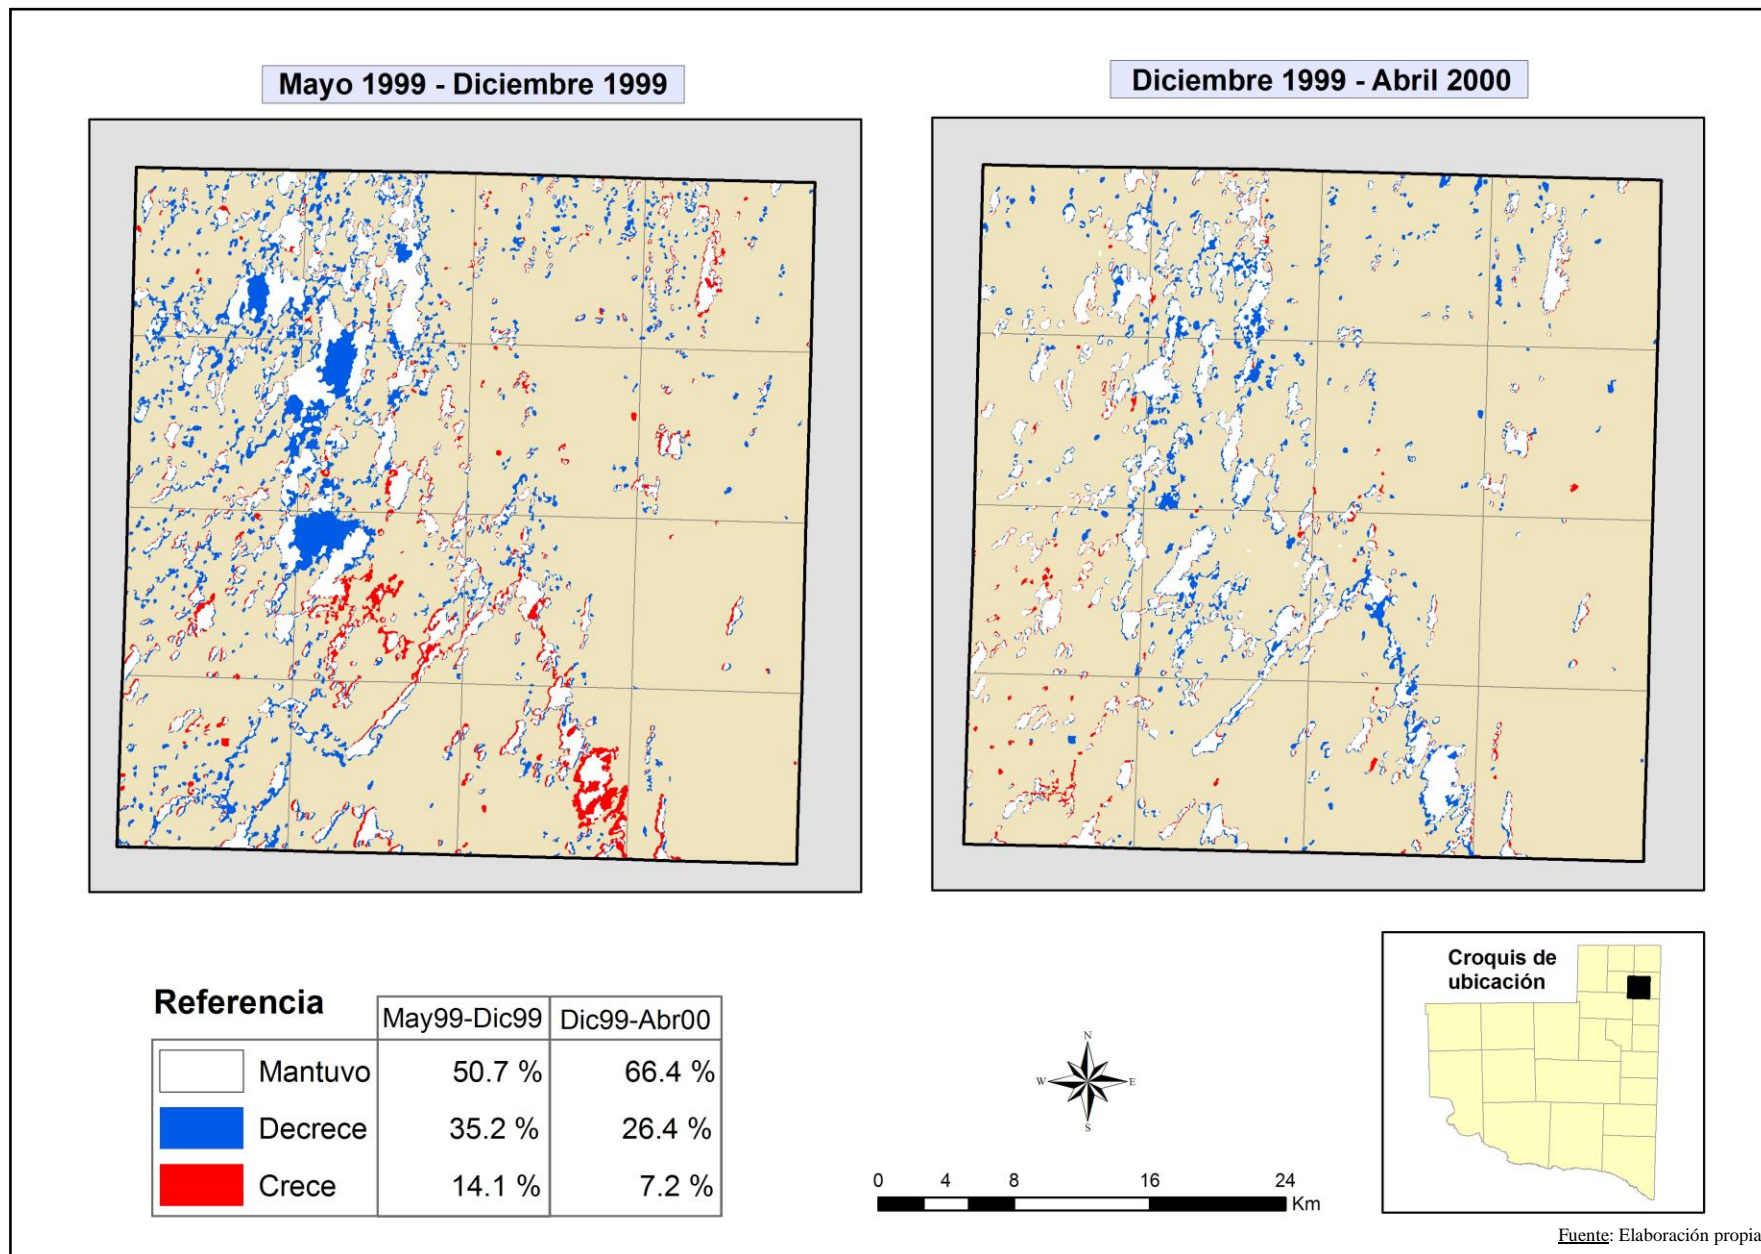 Mayo 1999 - Diciembre 1999
Diciembre 1999 - Abril 2000
Referencia
May99-Dic99 Dic99-Abr00
Mantuvo 50.7 % 66.4 %
Decrece 35.2 % 26.4 %
Crece 14.1 % 7.2 %
N
W E
S
0 4 8 16 24
Km
Croquis de
ubicación
Fuente: Elaboración propia